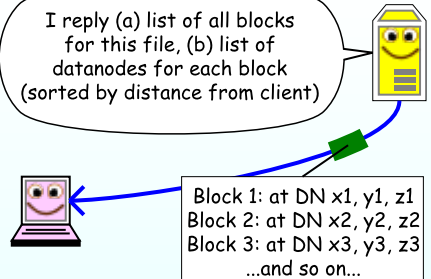 I reply (a) list of all blocks
for this file, (b) list of
datanodes for each block
(sorted by distance from client)
Block 1: at DN x1, y1, z1
Block 2: at DN x2, y2, z2
Block 3: at DN x3, y3, z3
...and so on...